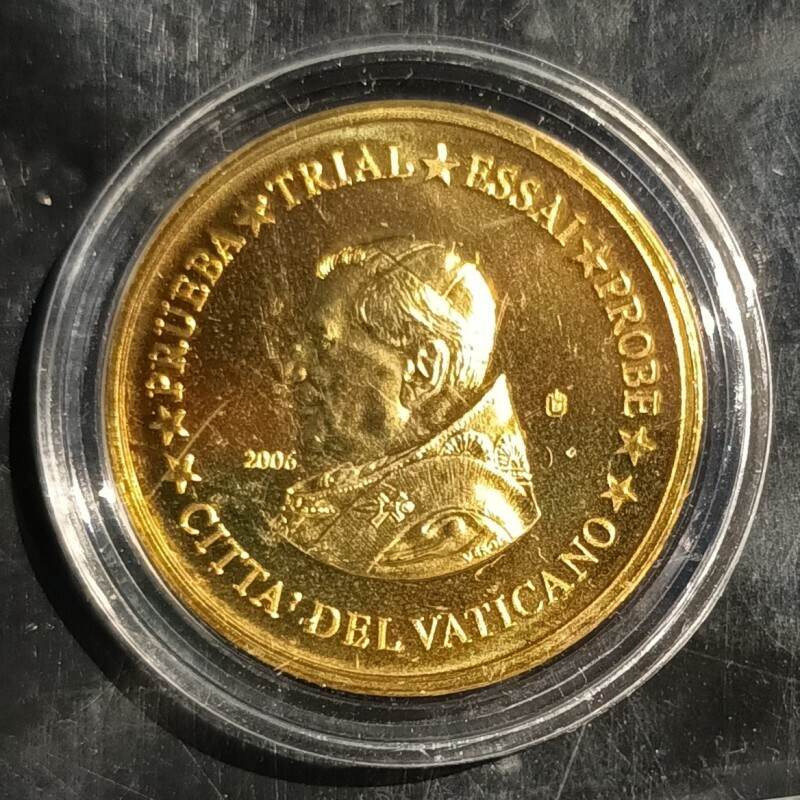 PRUEBA ★ TRIAL ★ ESSAI ★ PROBE
2006
CITTA' DEL VATICANO